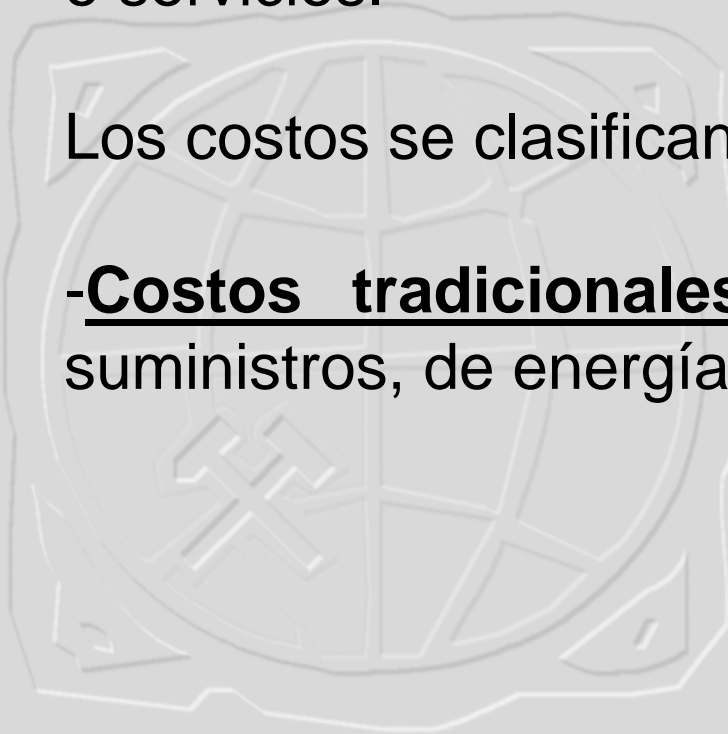 o servicios.
Los costos se clasifican
-Costos tradicionales
suministros, de energía